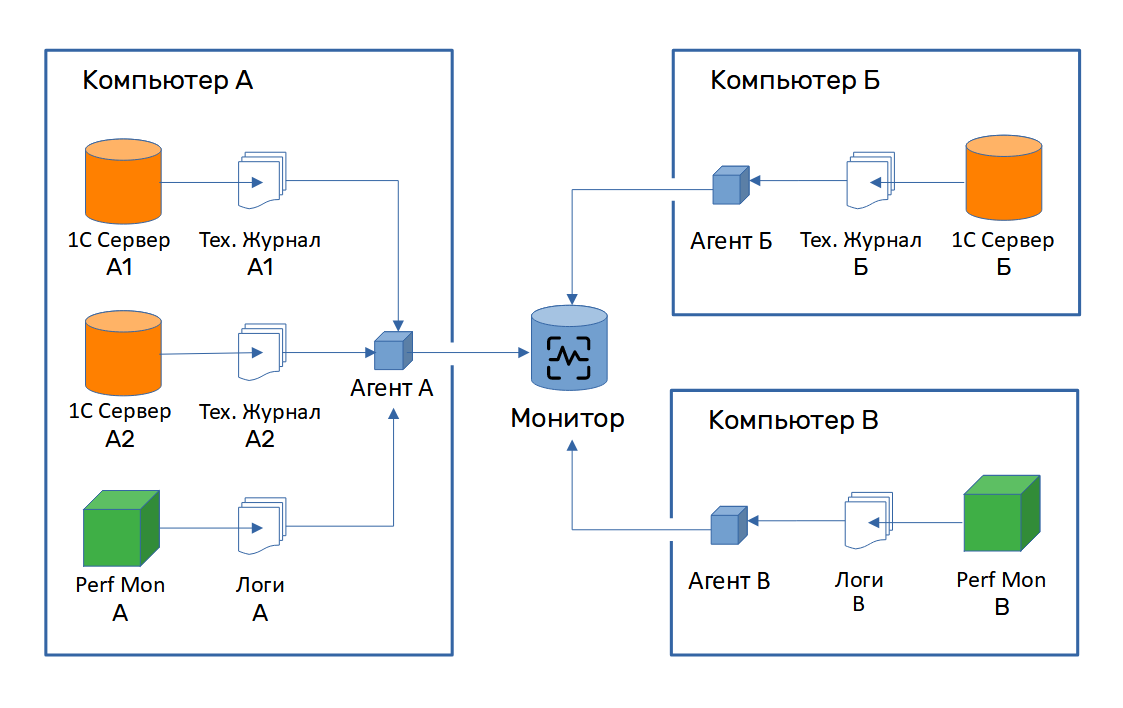 Компьютер А
1С Сервер
А1
Тех. Журнал
А1
1С Сервер
А2
Тех. Журнал
А2
Агент А
Perf Mon
А
Логи
А
Монитор
Компьютер Б
Агент Б
Тех. Журнал
Б
1С Сервер
Б
Компьютер В
Агент В
Логи
В
Perf Mon
В